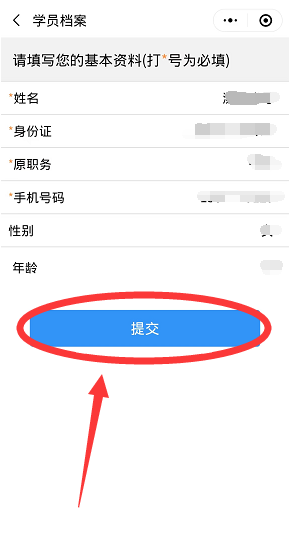 学员档案
请填写您的基本资料(打*号为必填)
*姓名
*身份证
*原职务
*手机号码
性别
年龄
提交